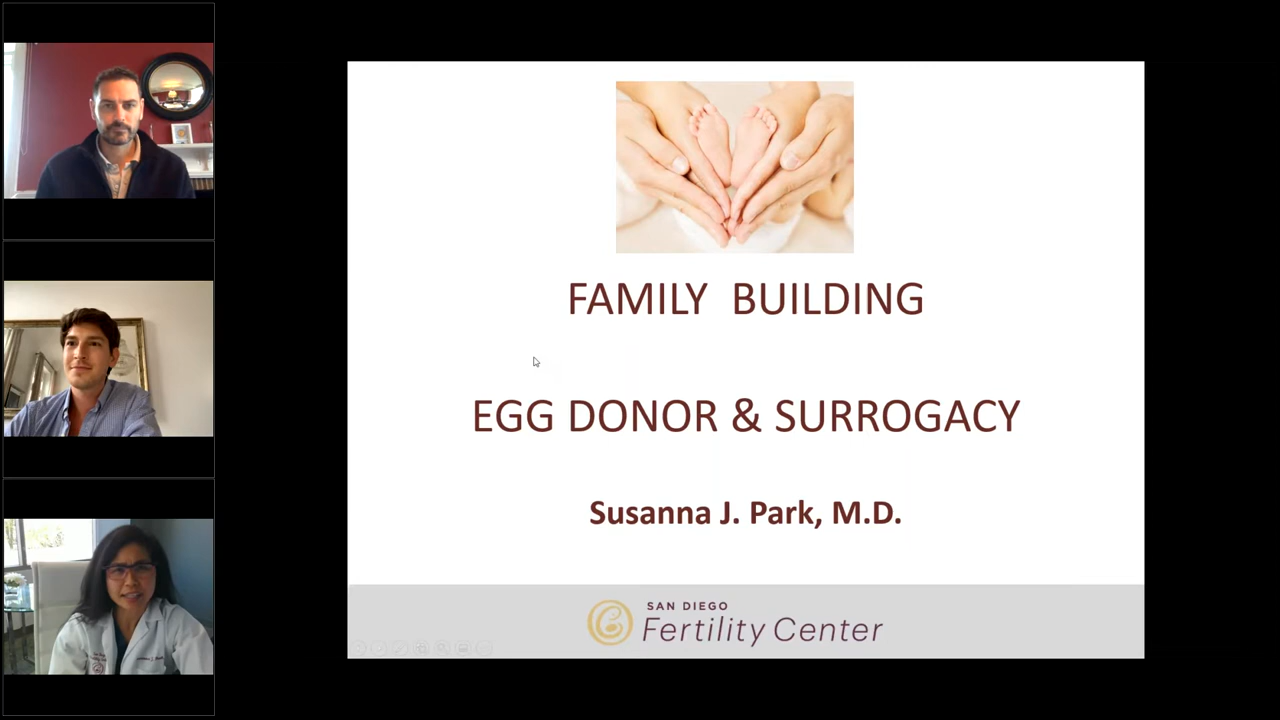 FAMILY BUILDING
EGG DONOR & SURROGACY
Susanna J. Park, M.D.
SAN DIEGO
Fertility Center